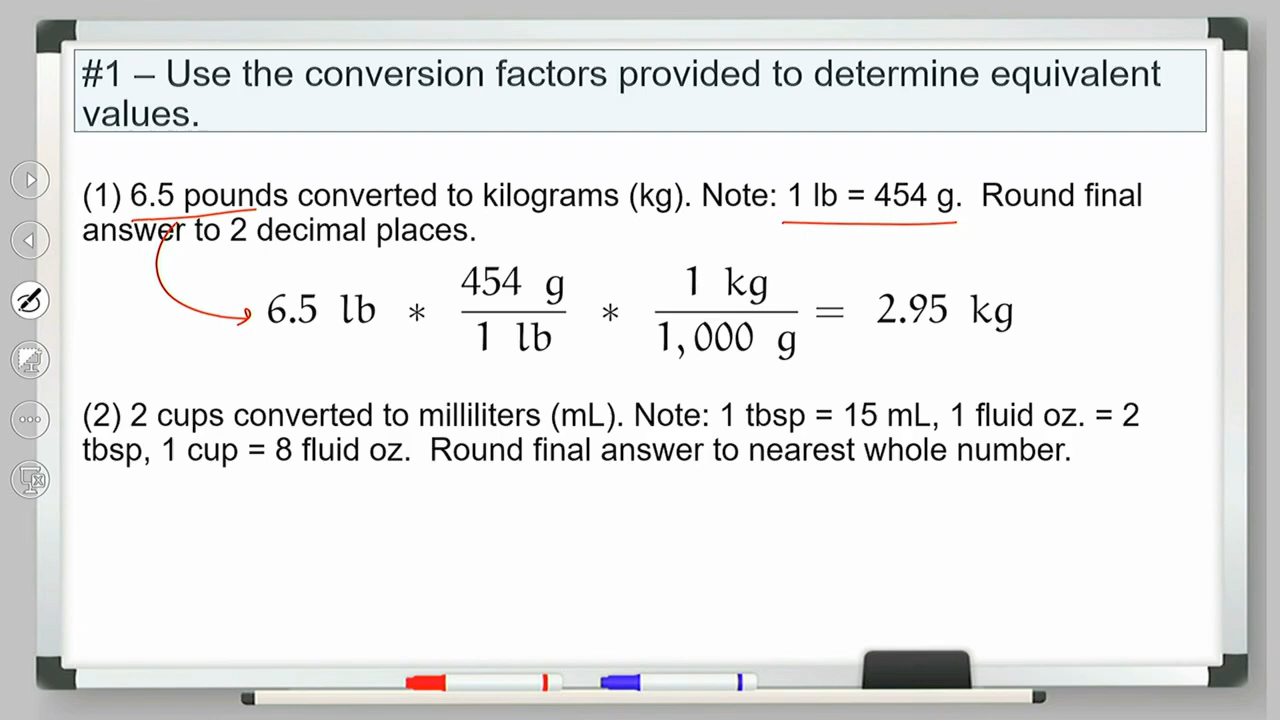 #1 – Use the conversion factors provided to determine equivalent
values.
(1) 6.5 pounds converted to kilograms (kg). Note: 1 lb = 454 g. Round final
answer to 2 decimal places.
6.5 lb * 454 g / 1 lb * 1 kg / 1,000 g = 2.95 kg
(2) 2 cups converted to milliliters (mL). Note: 1 tbsp = 15 mL, 1 fluid oz. = 2
tbsp, 1 cup = 8 fluid oz. Round final answer to nearest whole number.